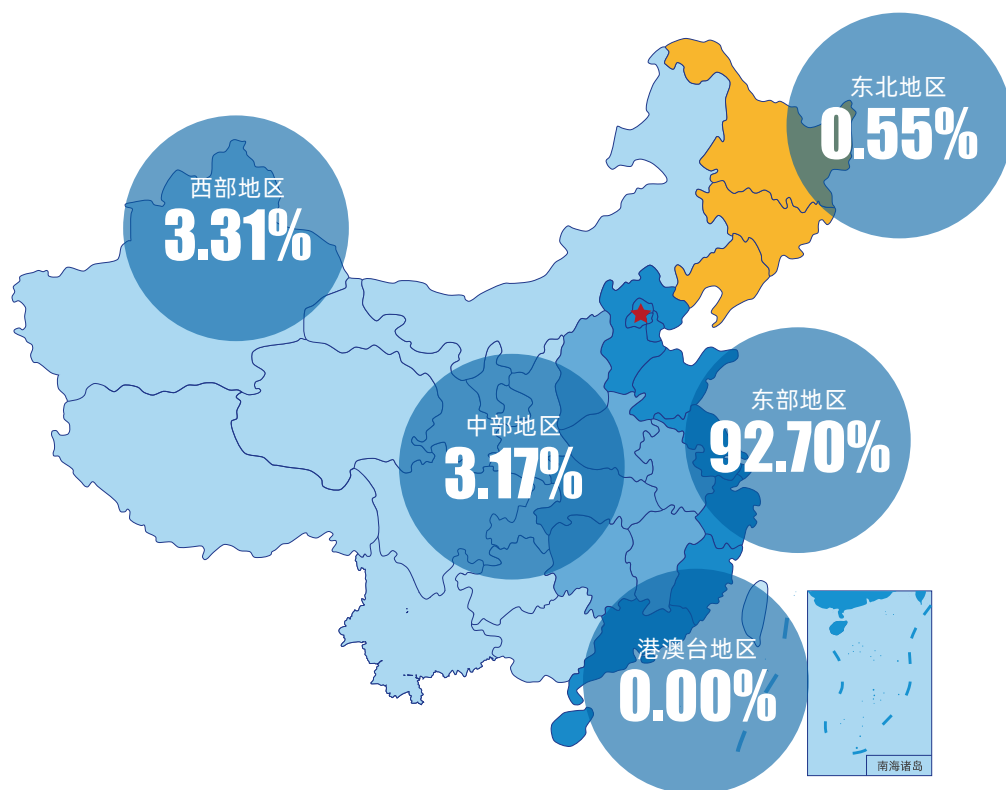 东北地区
0.55%
西部地区
3.31%
东部地区
92.70%
中部地区
3.17%
港澳台地区
0.00%
南海诸岛